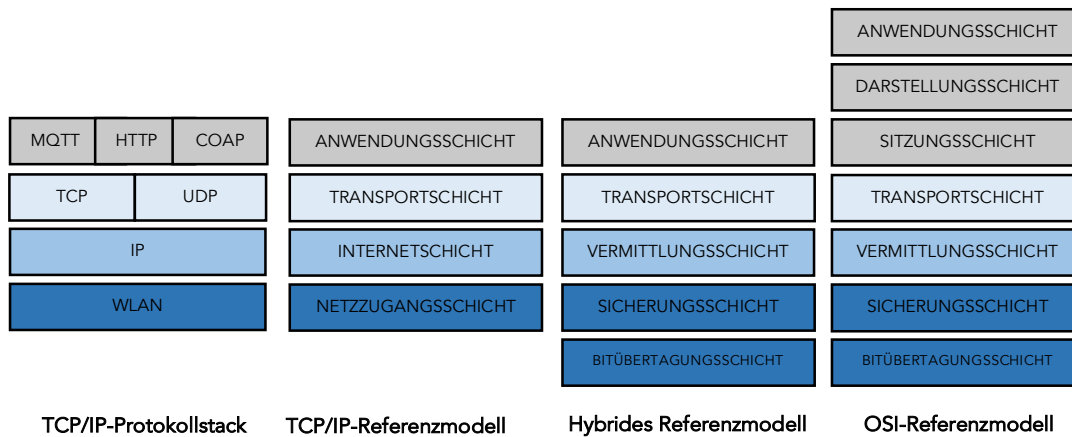 ANWENDUNGSSCHICHT
DARSTELLUNGSSCHICHT
MQTT HTTP COAP ANWENDUNGSSCHICHT ANWENDUNGSSCHICHT SITZUNGSSCHICHT
TCP UDP TRANSPORTSCHICHT TRANSPORTSCHICHT TRANSPORTSCHICHT
IP INTERNETSCHICHT VERMITTLUNGSSCHICHT VERMITTLUNGSSCHICHT
WLAN NETZZUGANGSSCHICHT SICHERUNGSSCHICHT SICHERUNGSSCHICHT
BITÜBERTAGUNGSSCHICHT BITÜBERTAGUNGSSCHICHT
TCP/IP-Protokollstack TCP/IP-Referenzmodell Hybrides Referenzmodell OSI-Referenzmodell